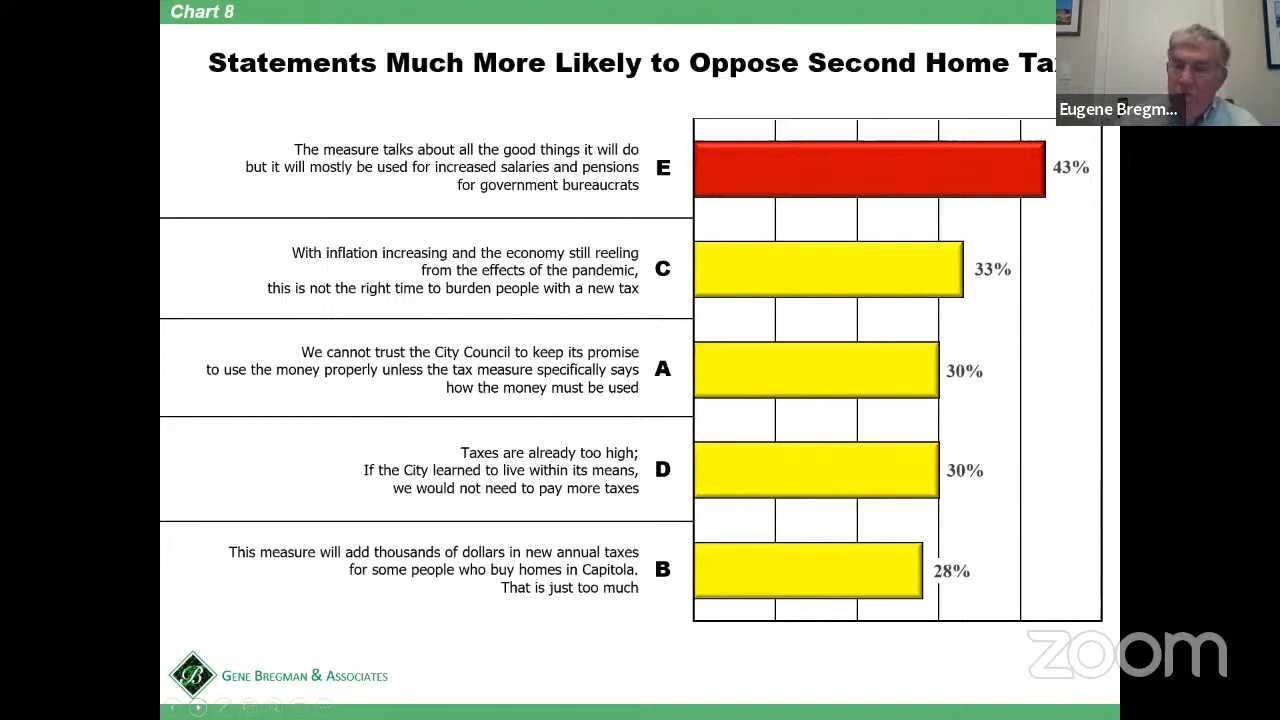 Chart 8
Statements Much More Likely to Oppose Second Home
Eugene Bregm...
The measure talks about all the good things it will do
but it will mostly be used for increased salaries and pensions
for government bureaucrats
E
43%
With inflation increasing and the economy still reeling
from the effects of the pandemic,
this is not the right time to burden people with a new tax
C
33%
We cannot trust the City Council to keep its promise
to use the money properly unless the tax measure specifically says
how the money must be used
A
30%
Taxes are already too high;
If the City learned to live within its means,
we would not need to pay more taxes
D
30%
This measure will add thousands of dollars in new annual taxes
for some people who buy homes in Capitola.
That is just too much
B
28%
zoom
B
GENE BREGMAN & ASSOCIATES